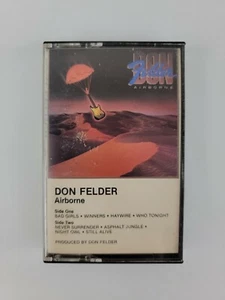 DON
Felder
AIRBORNE
DON FELDER
Airborne
Side One
BAD GIRLS • WINNERS • HAYWIRE • WHO TONIGHT
Side Two
NEVER SURRENDER • ASPHALT JUNGLE •
NIGHT OWL • STILL ALIVE
PRODUCED BY DON FELDER